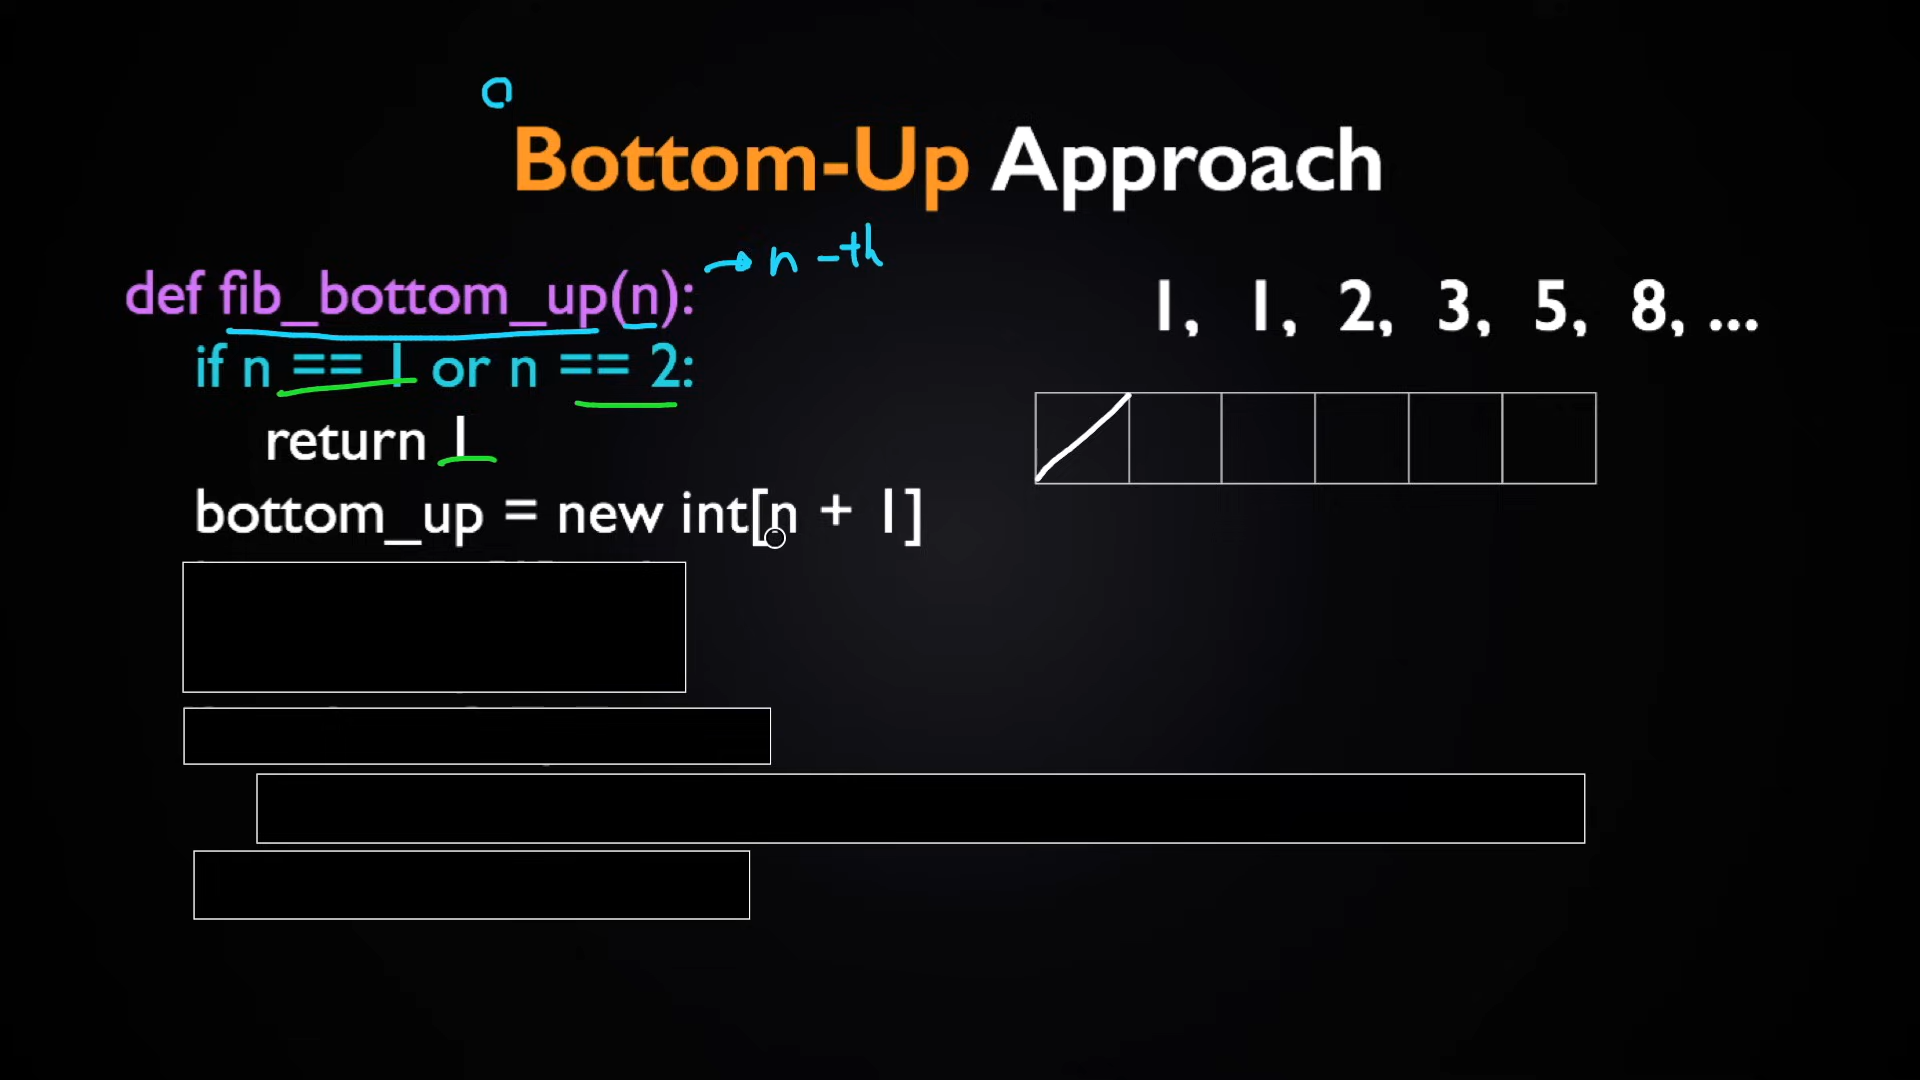 Bottom-Up Approach
def fib_bottom_up(n): → n-th
if n == 1 or n == 2:
return 1
bottom_up = new int[n + 1]
1, 1, 2, 3, 5, 8, ...